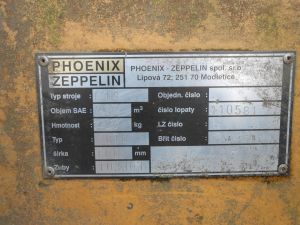 PHOENIX
ZEPPELIN
PHOENIX - ZEPPELIN spol. s r.o.
Lipová 72; 251 70 Modletice
Typ stroje
Objedn. číslo
Objem SAE m³
číslo lopaty
Hmotnost kg
LZ číslo
Typ
Břit číslo
šířka mm
Zuby